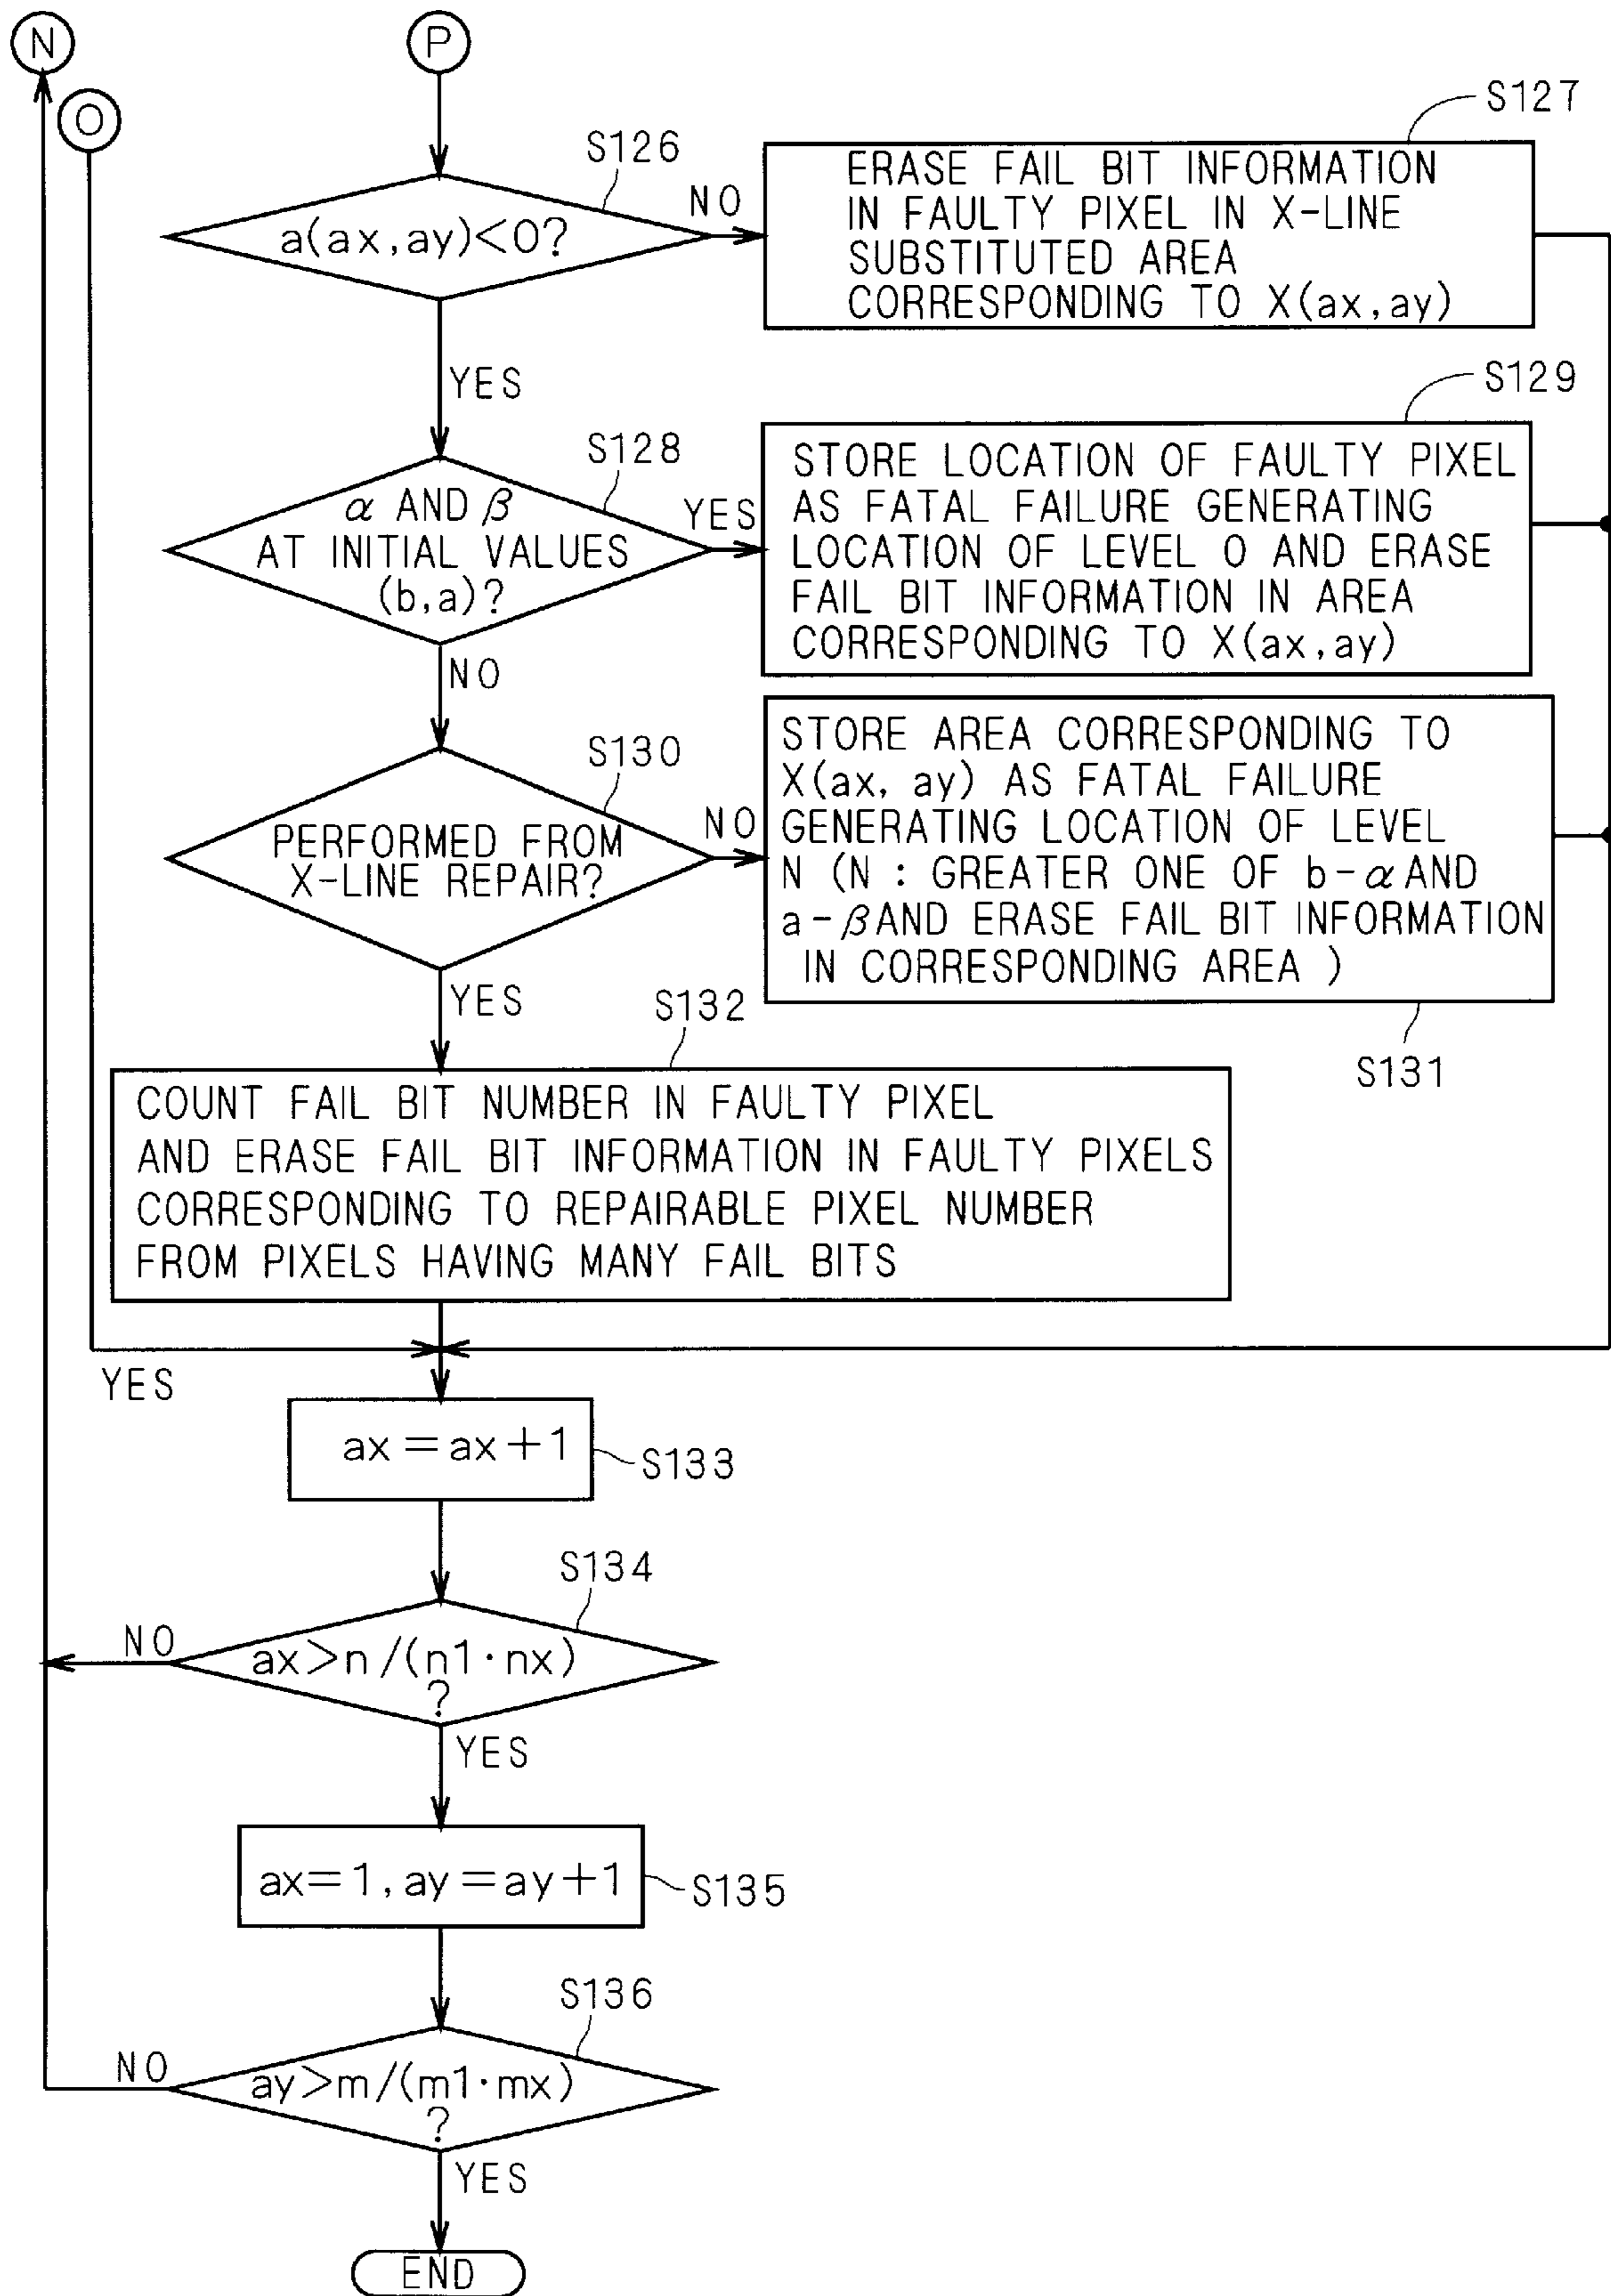 N
P
O
S126
S127
a(ax,ay)<0?
NO
ERASE FAIL BIT INFORMATION
IN FAULTY PIXEL IN X-LINE
SUBSTITUTED AREA
CORRESPONDING TO X(ax,ay)
YES
S128
S129
α AND β
AT INITIAL VALUES
(b,a)?
YES
STORE LOCATION OF FAULTY PIXEL
AS FATAL FAILURE GENERATING
LOCATION OF LEVEL 0 AND ERASE
FAIL BIT INFORMATION IN AREA
CORRESPONDING TO X(ax,ay)
NO
S130
PERFORMED FROM
X-LINE REPAIR?
NO
STORE AREA CORRESPONDING TO
X(ax, ay) AS FATAL FAILURE
GENERATING LOCATION OF LEVEL
N (N : GREATER ONE OF b-α AND
a-β AND ERASE FAIL BIT INFORMATION
IN CORRESPONDING AREA )
S131
YES
S132
COUNT FAIL BIT NUMBER IN FAULTY PIXEL
AND ERASE FAIL BIT INFORMATION IN FAULTY PIXELS
CORRESPONDING TO REPAIRABLE PIXEL NUMBER
FROM PIXELS HAVING MANY FAIL BITS
YES
ax=ax+1
S133
S134
NO
ax>n/(n1·nx)
?
YES
ax=1,ay=ay+1
S135
S136
NO
ay>m/(m1·mx)
?
YES
END